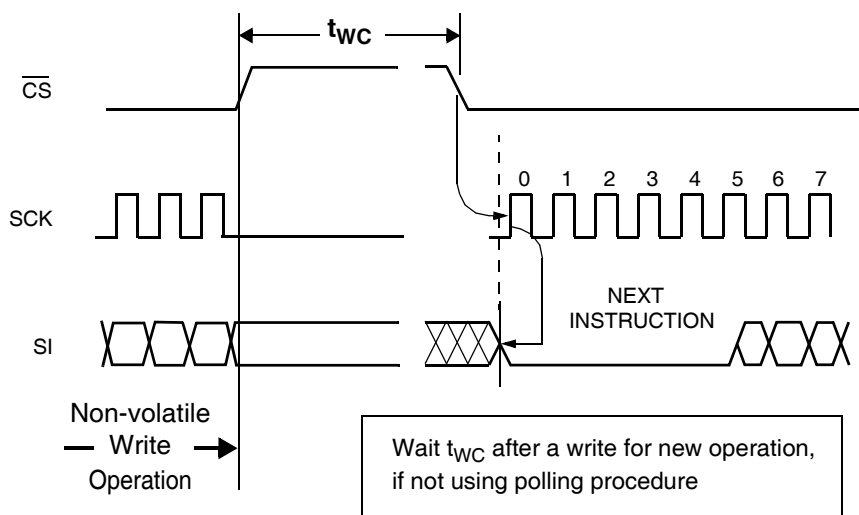 tWC
CS
0 1 2 3 4 5 6 7
SCK
NEXT
INSTRUCTION
SI
Non-volatile
Write
Operation
Wait tWC after a write for new operation,
if not using polling procedure